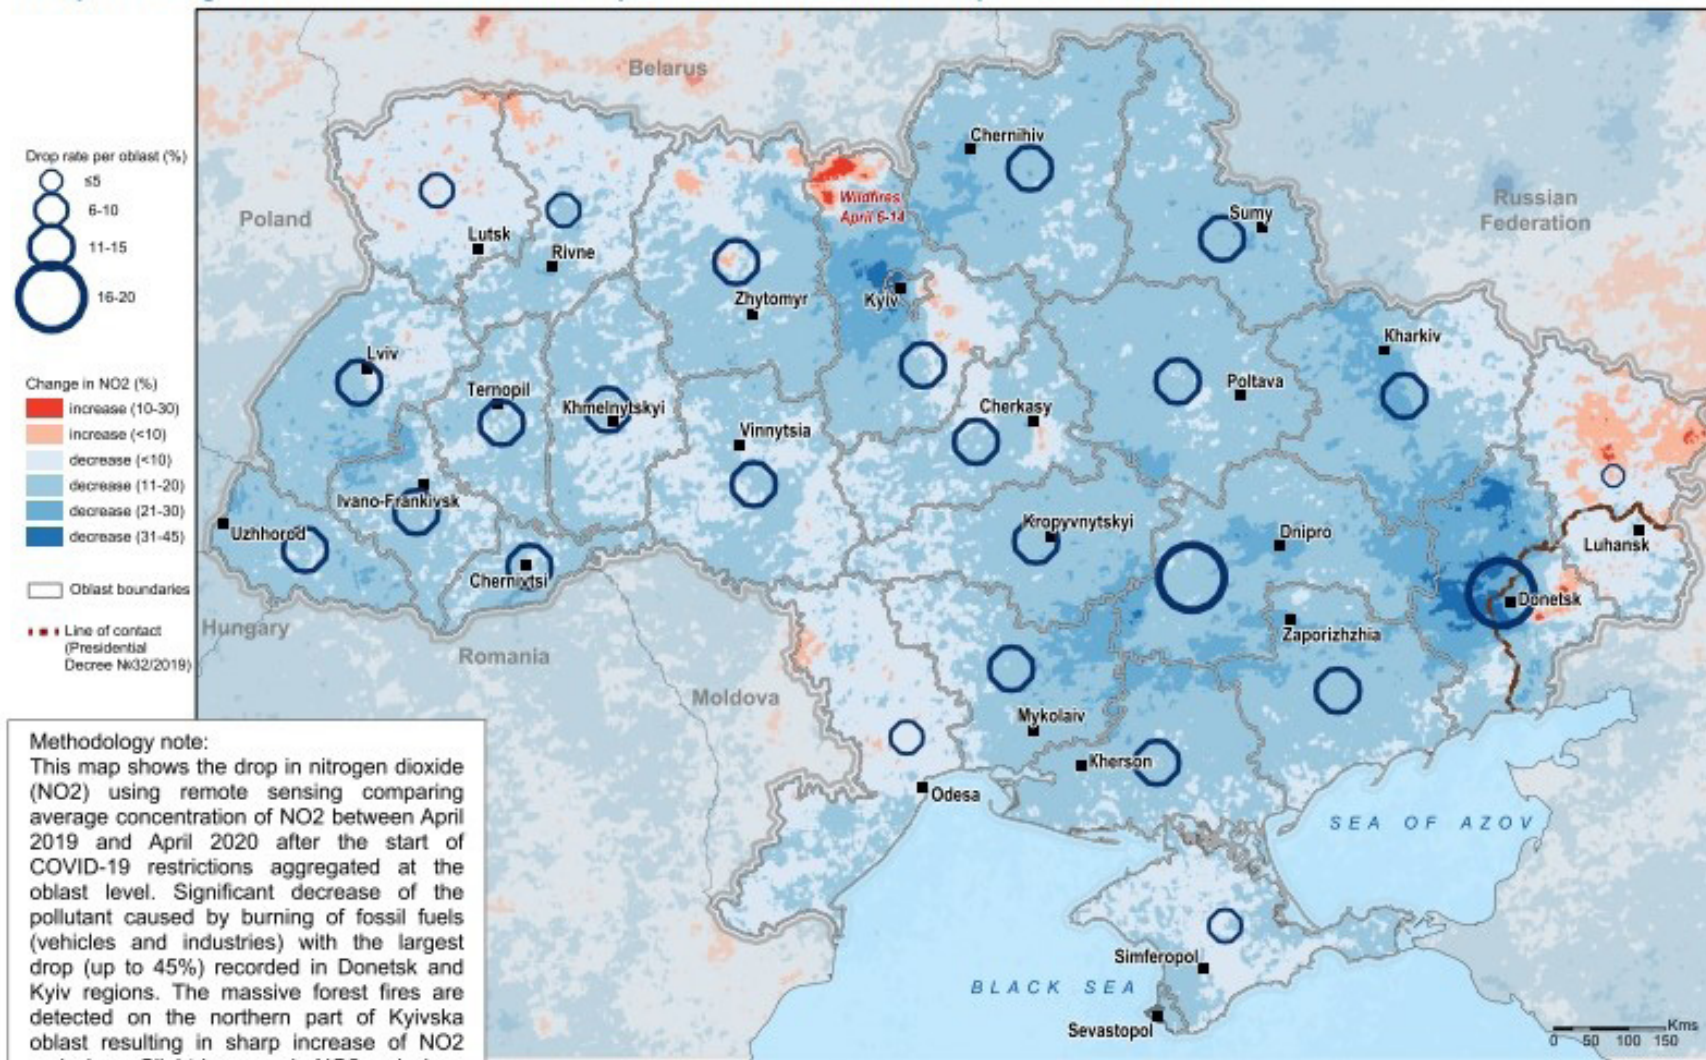 Belarus
Chernihiv
Drop rate per oblast (%)
≤5
6-10
11-15
16-20
Wildfires
April 6-14
Russian
Federation
Poland
Sumy
Lutsk
Rivne
Zhytomyr
Kyiv
Kharkiv
Lviv
Change in NO2 (%)
increase (10-30)
increase (<10)
decrease (<10)
decrease (11-20)
decrease (21-30)
decrease (31-45)
Ternopil
Khmelnytskyi
Poltava
Cherkasy
Vinnytsia
Ivano-Frankivsk
Uzhhorod
Kropyvnytskyi
Dnipro
Luhansk
Chernivtsi
Oblast boundaries
Donetsk
Hungary
Line of contact
(Presidential
Decree №32/2019)
Zaporizhzhia
Romania
Moldova
Mykolaiv
Kherson
Odesa
SEA OF AZOV
Simferopol
BLACK SEA
Sevastopol
Kms
0 50 100 150
Methodology note:
This map shows the drop in nitrogen dioxide
(NO2) using remote sensing comparing
average concentration of NO2 between April
2019 and April 2020 after the start of
COVID-19 restrictions aggregated at the
oblast level. Significant decrease of the
pollutant caused by burning of fossil fuels
(vehicles and industries) with the largest
drop (up to 45%) recorded in Donetsk and
Kyiv regions. The massive forest fires are
detected on the northern part of Kyivska
oblast resulting in sharp increase of NO2